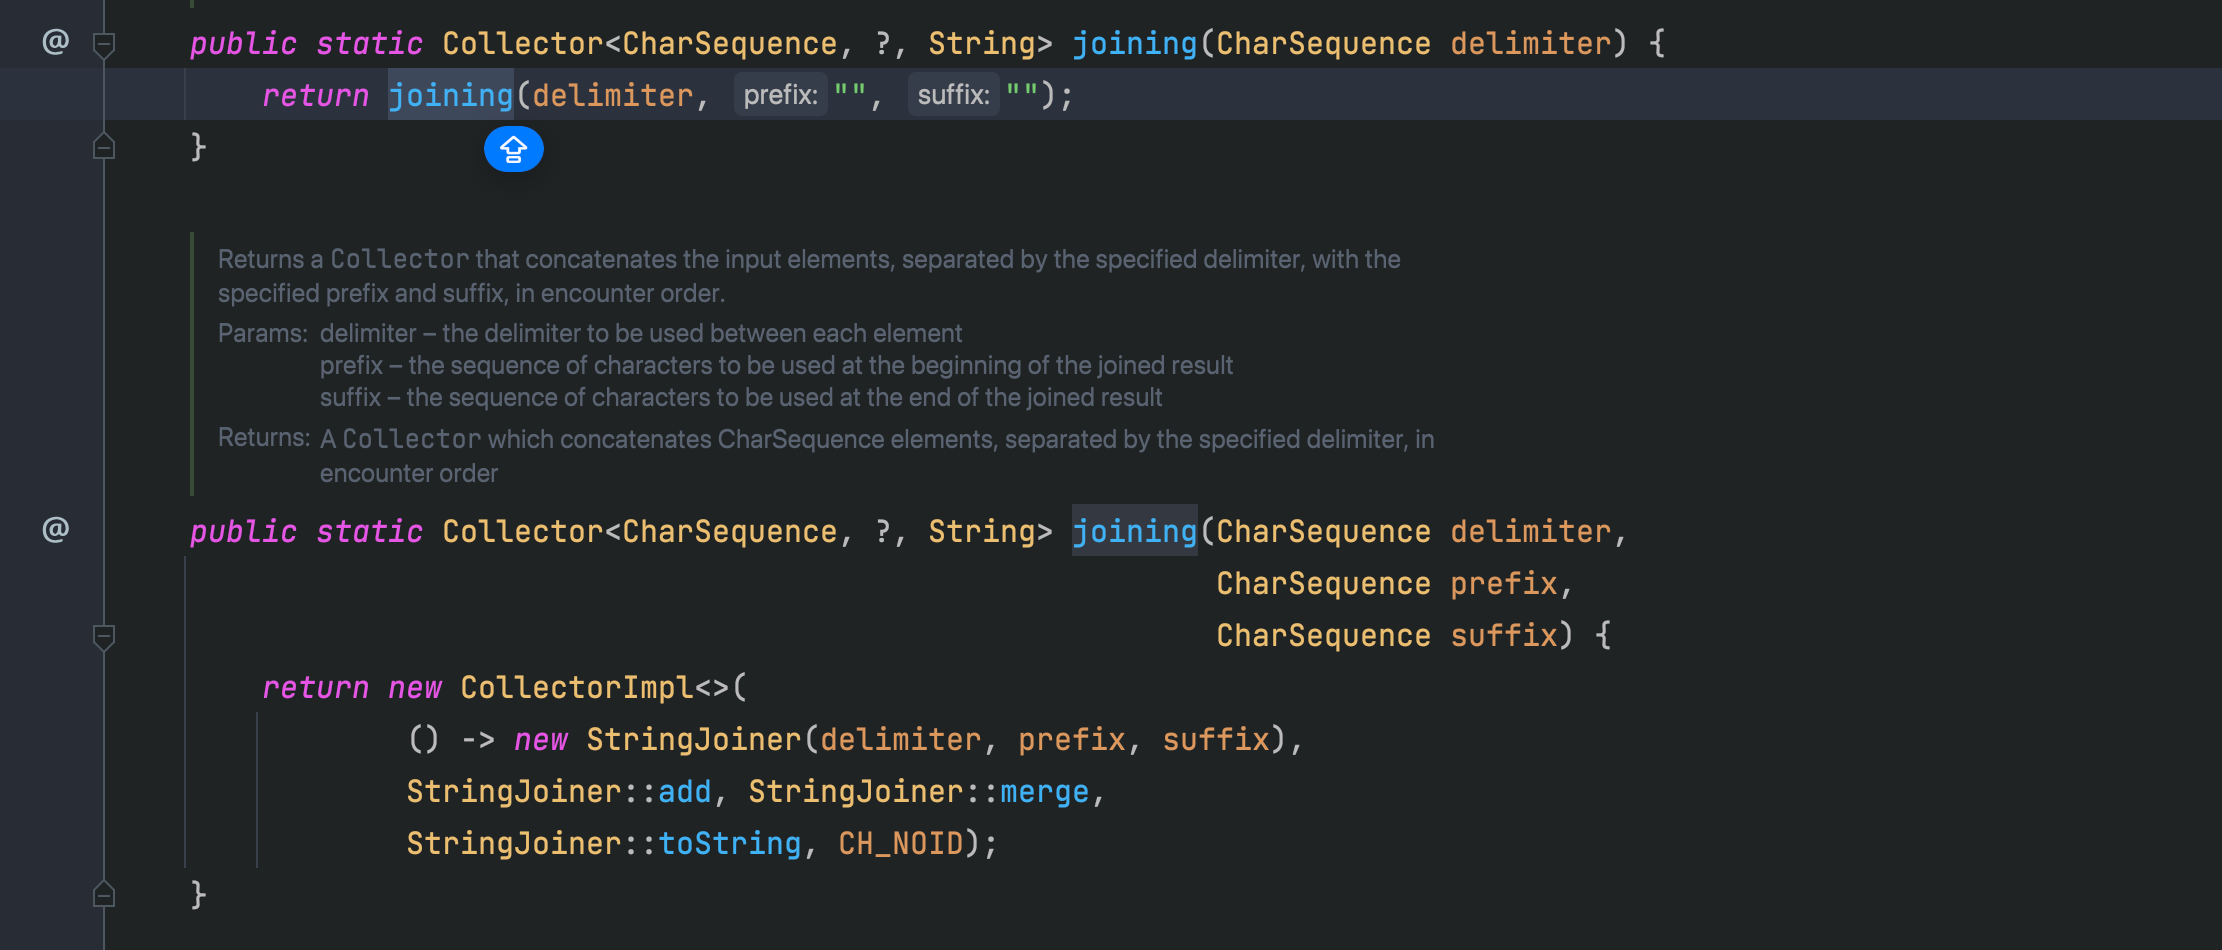 @ public static Collector<CharSequence, ?, String> joining(CharSequence delimiter) {
return joining(delimiter, prefix: "", suffix: "");
}
Returns a Collector that concatenates the input elements, separated by the specified delimiter, with the
specified prefix and suffix, in encounter order.
Params: delimiter – the delimiter to be used between each element
prefix – the sequence of characters to be used at the beginning of the joined result
suffix – the sequence of characters to be used at the end of the joined result
Returns: A Collector which concatenates CharSequence elements, separated by the specified delimiter, in
encounter order
@ public static Collector<CharSequence, ?, String> joining(CharSequence delimiter,
CharSequence prefix,
CharSequence suffix) {
return new CollectorImpl<>(
() -> new StringJoiner(delimiter, prefix, suffix),
StringJoiner::add, StringJoiner::merge,
StringJoiner::toString, CH_NOID);
}